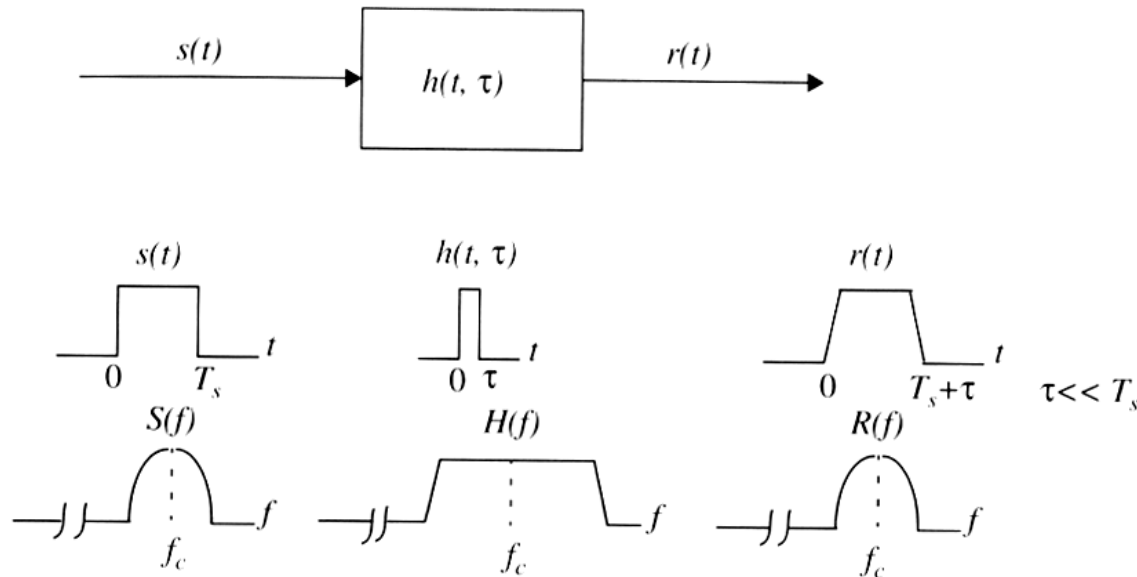 s(t)
h(t, τ)
r(t)
s(t)
h(t, τ)
r(t)
t
t
t
0
T_s
0
τ
0
T_s+τ
τ<< T_s
S(f)
H(f)
R(f)
f
f
f
f_c
f_c
f_c